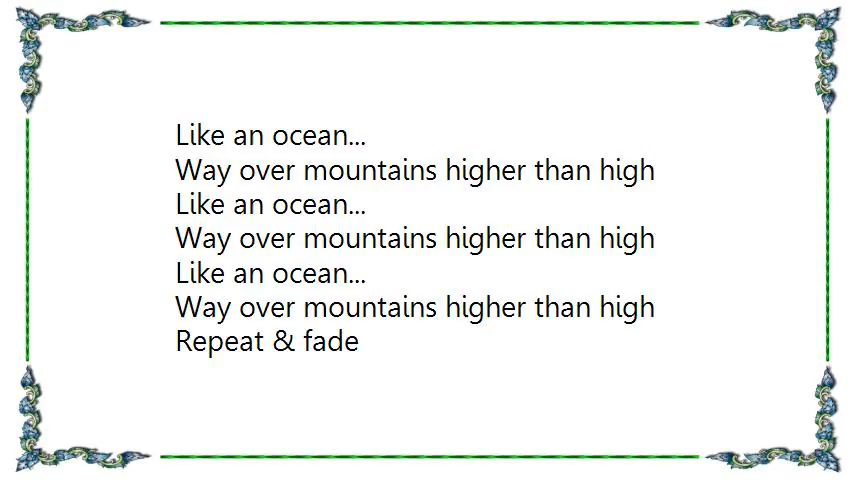 Like an ocean...
Way over mountains higher than high
Like an ocean...
Way over mountains higher than high
Like an ocean...
Way over mountains higher than high
Repeat & fade